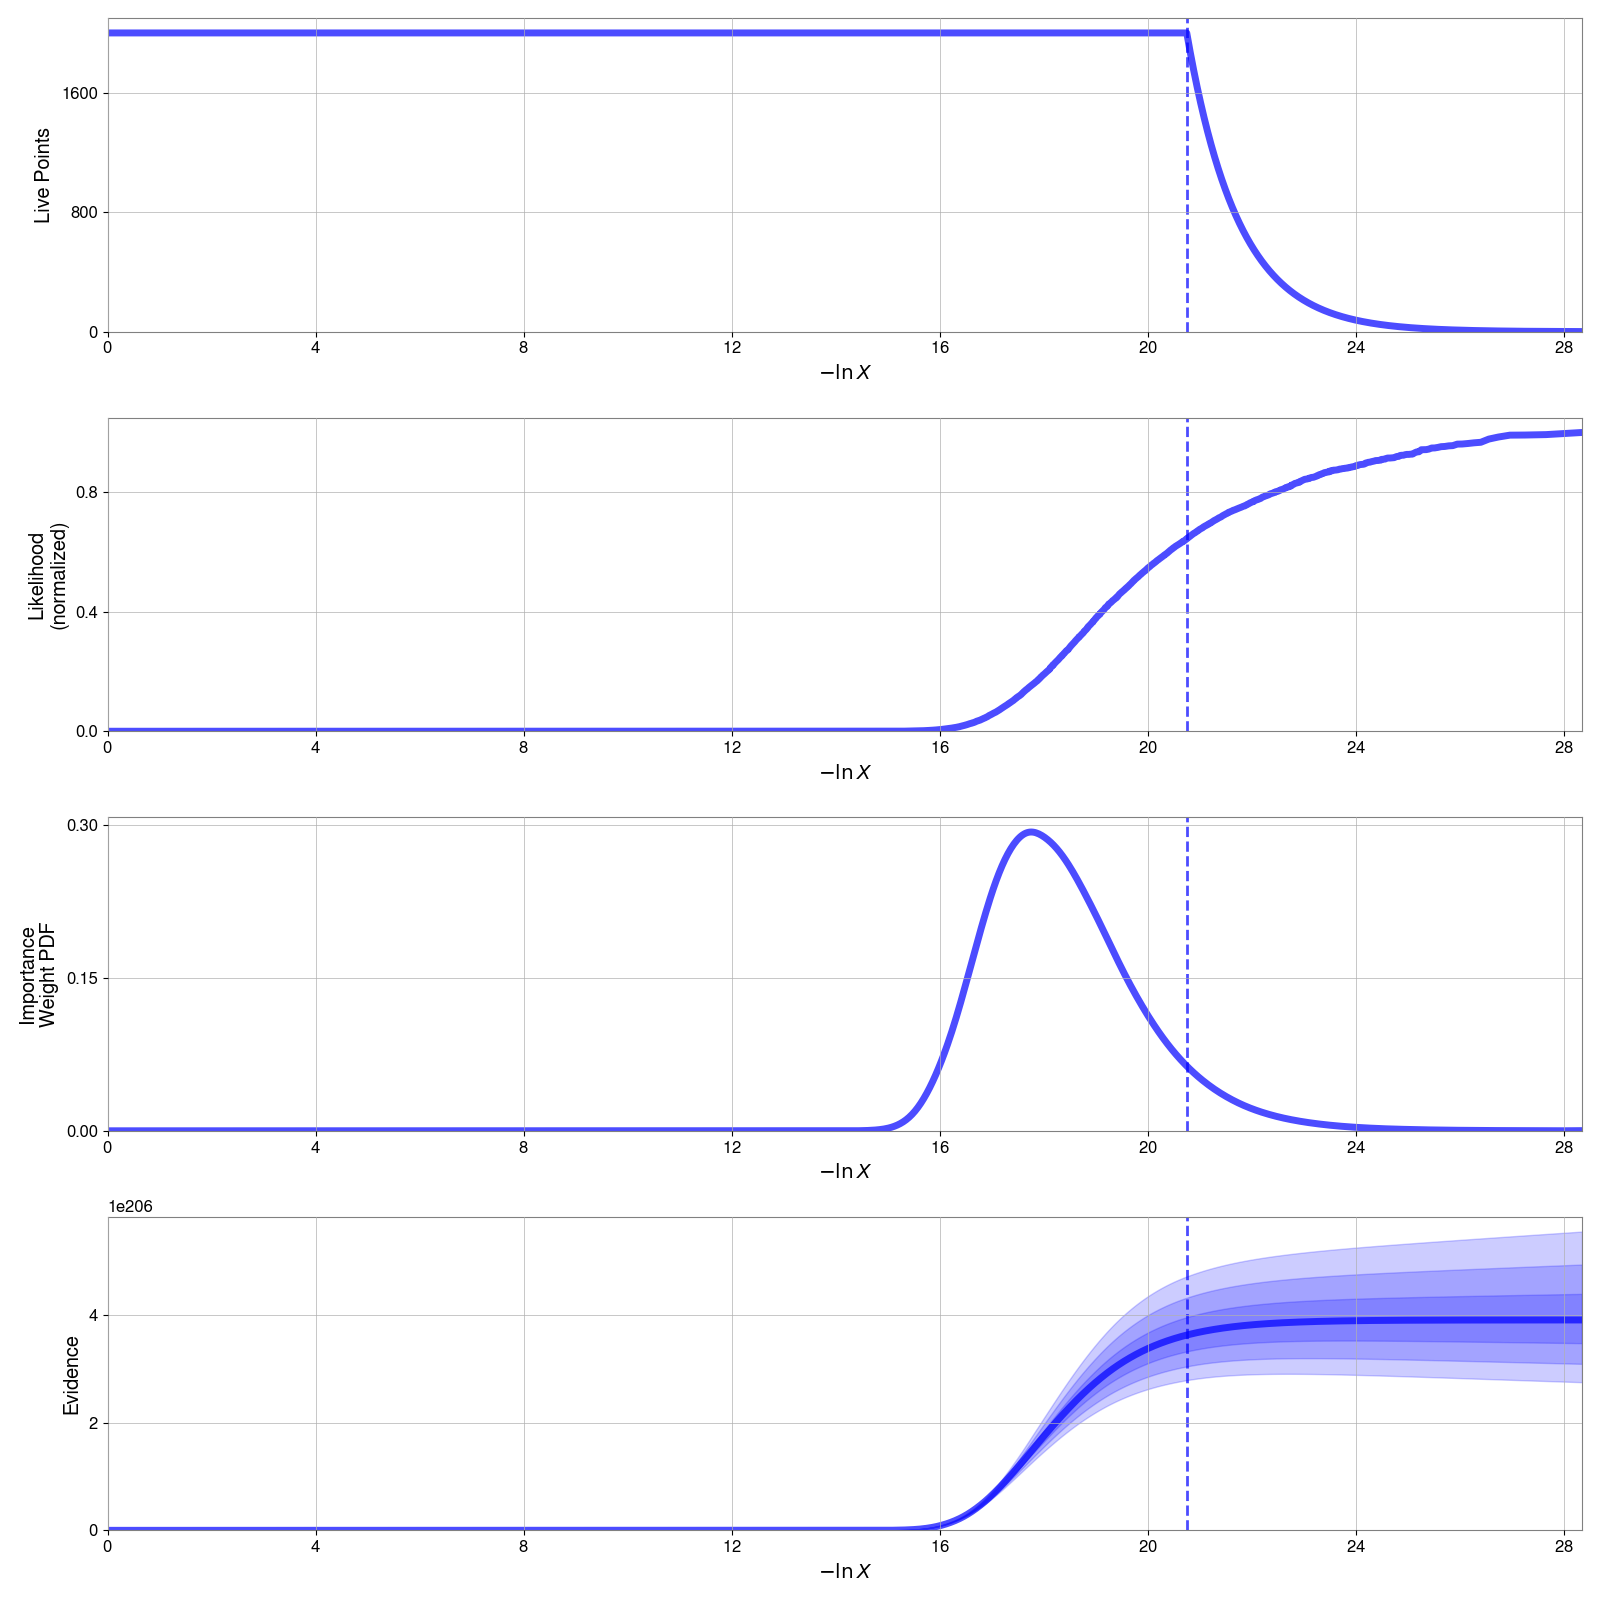 1600
800
0
Live Points
0 4 8 12 16 20 24 28
−ln X
0.8
0.4
0.0
Likelihood
(normalized)
0 4 8 12 16 20 24 28
−ln X
0.30
0.15
0.00
Importance
Weight PDF
0 4 8 12 16 20 24 28
−ln X
1e206
4
2
0
Evidence
0 4 8 12 16 20 24 28
−ln X